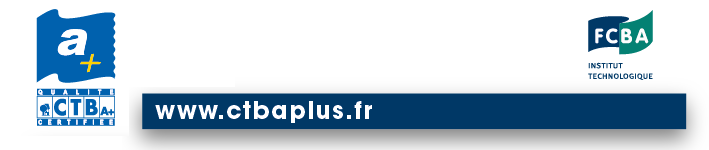 a+
QUALITÉ
CTB A+
CERTIFIÉE
www.ctbaplus.fr
FCBA
INSTITUT
TECHNOLOGIQUE